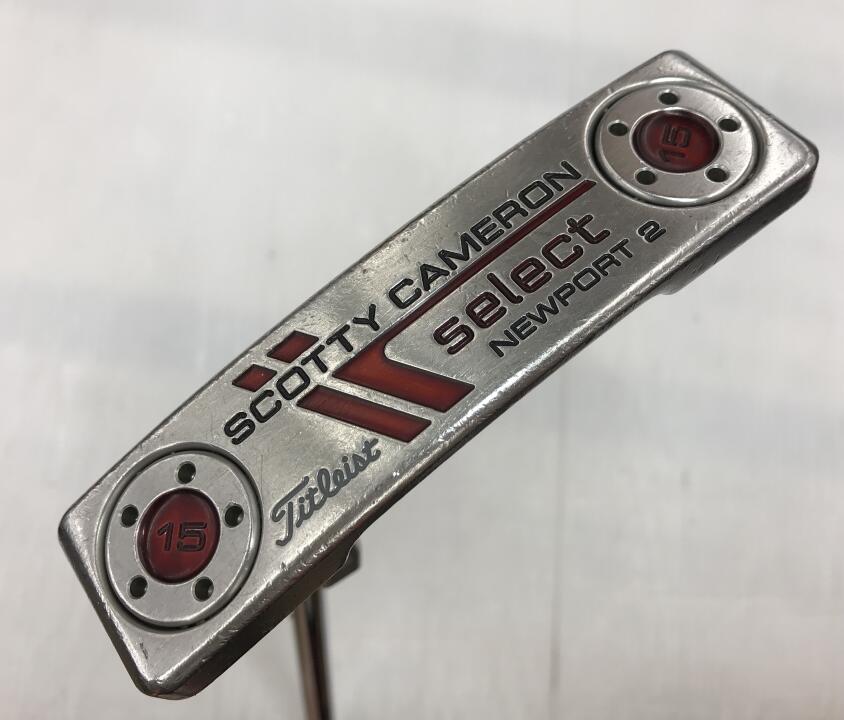 SCOTTY CAMERON
select
NEWPORT 2
Titleist
15
15